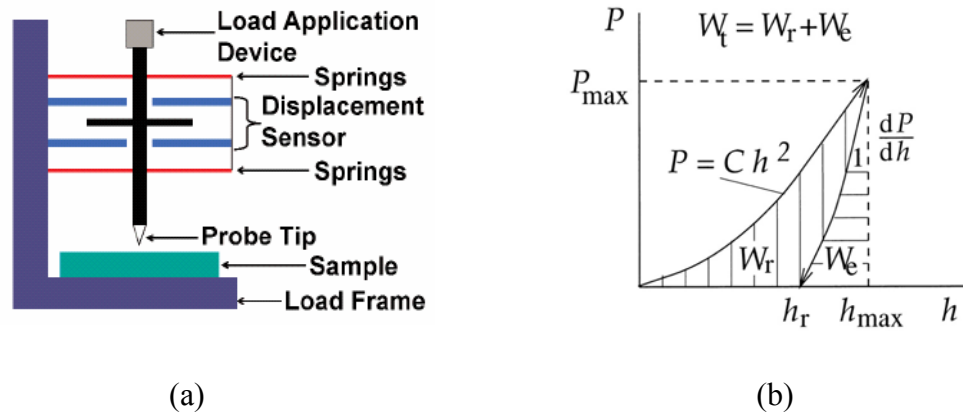 Load Application
Device
Springs
Displacement
Sensor
Springs
Probe Tip
Sample
Load Frame
(a)
P
W_t = W_r + W_e
P_max
dP
dh
P = C h^2
1
W_r
W_e
h_r
h_max
h
(b)